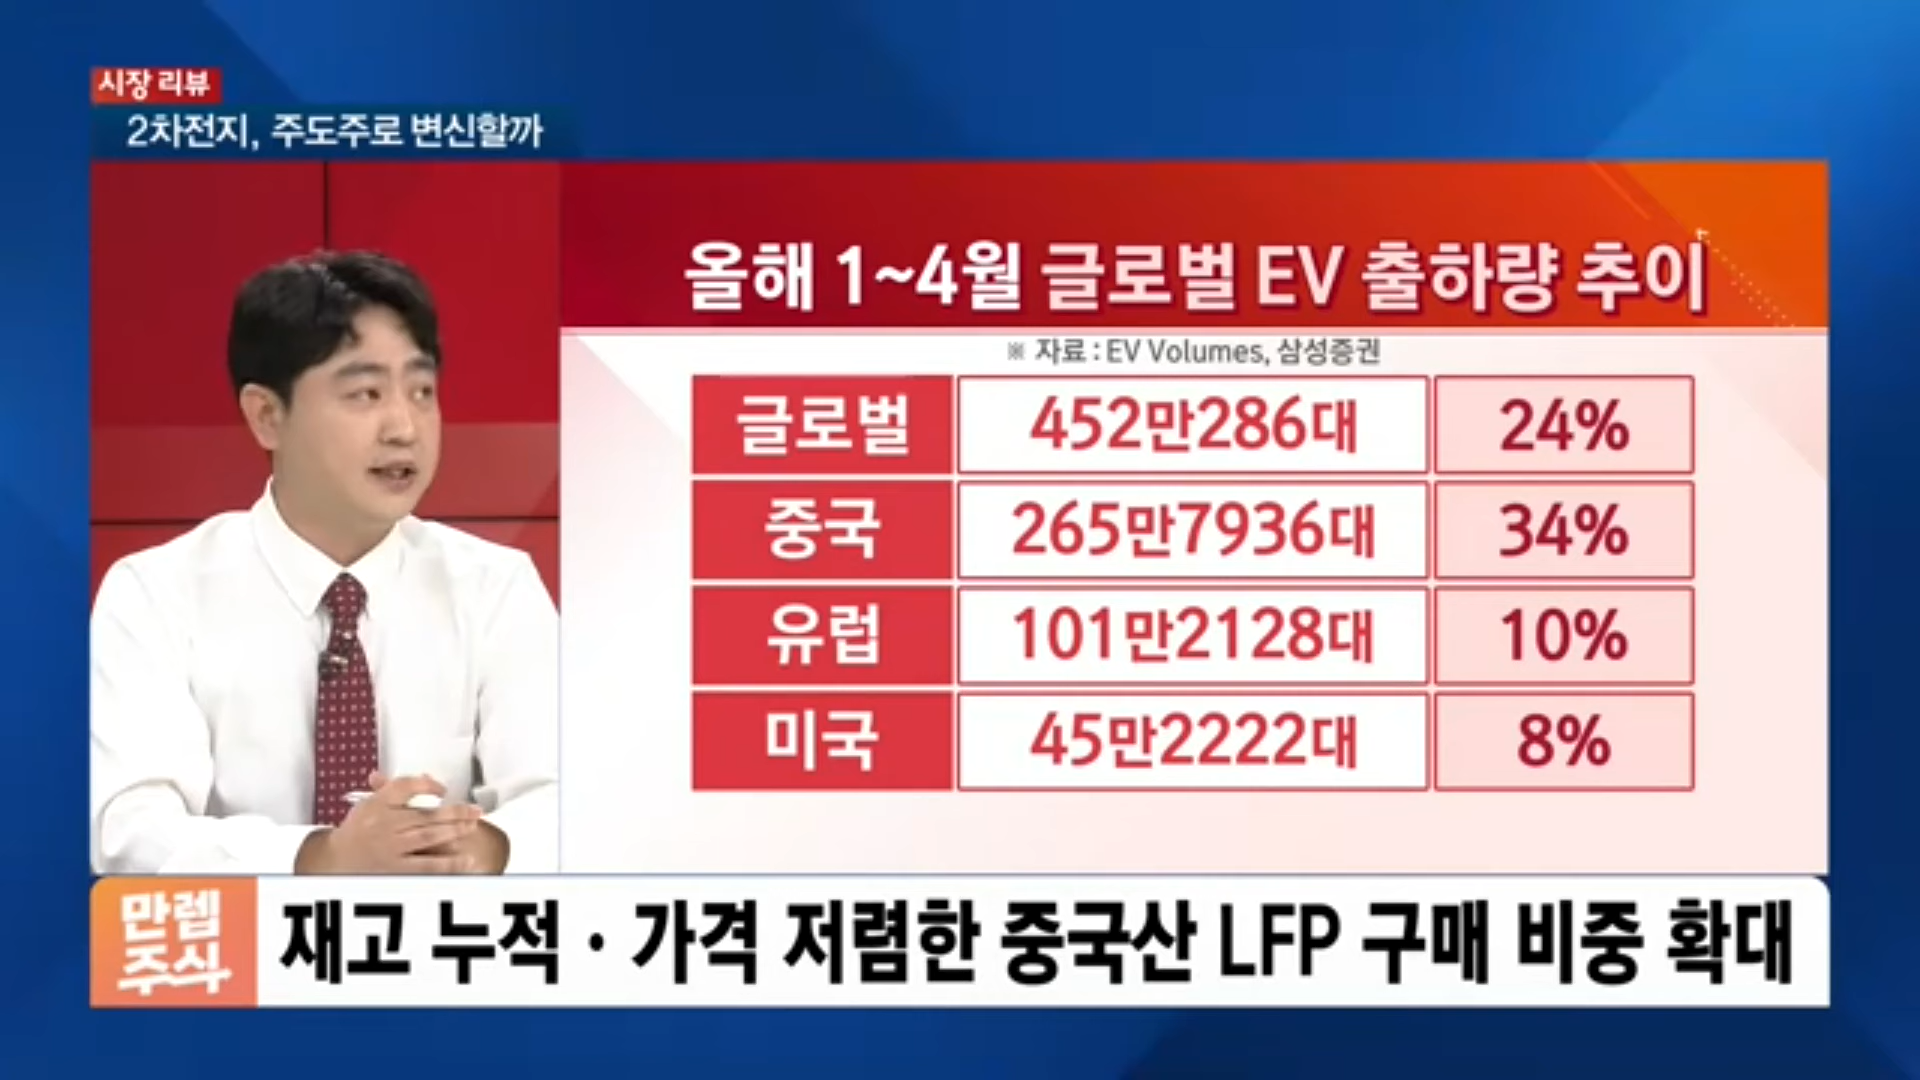 시장 리뷰
2차전지, 주도주로 변신할까
올해 1~4월 글로벌 EV 출하량 추이
※ 자료 : EV Volumes, 삼성증권
글로벌 452만286대 24%
중국 265만7936대 34%
유럽 101만2128대 10%
미국 45만2222대 8%
만렙
주식
재고 누적·가격 저렴한 중국산 LFP 구매 비중 확대